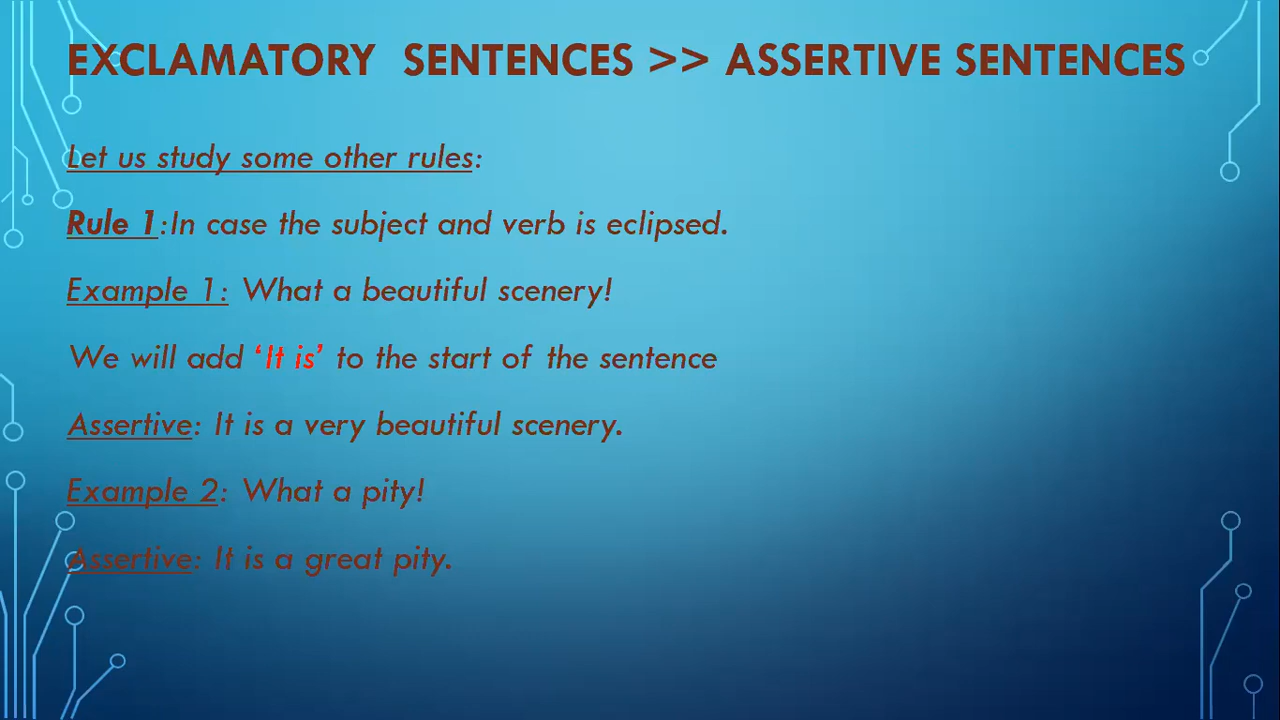 EXCLAMATORY SENTENCES >> ASSERTIVE SENTENCES
Let us study some other rules:
Rule 1:In case the subject and verb is eclipsed.
Example 1: What a beautiful scenery!
We will add ‘It is’ to the start of the sentence
Assertive: It is a very beautiful scenery.
Example 2: What a pity!
Assertive: It is a great pity.